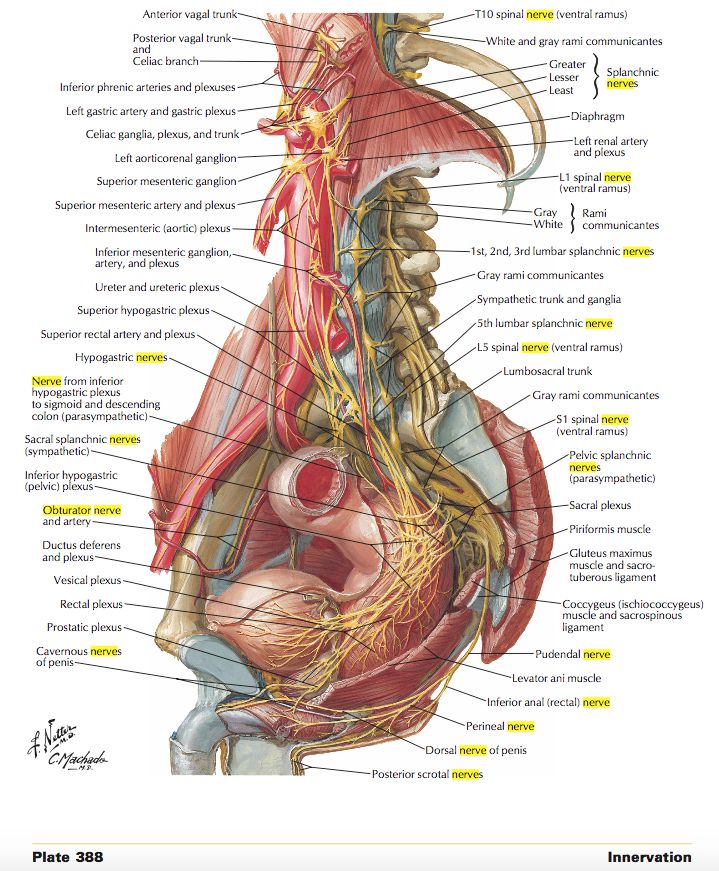 Anterior vagal trunk
Posterior vagal trunk
and
Celiac branch
Inferior phrenic arteries and plexuses
Left gastric artery and gastric plexus
Celiac ganglia, plexus, and trunk
Left aorticorenal ganglion
Superior mesenteric ganglion
Superior mesenteric artery and plexus
Intermesenteric (aortic) plexus
Inferior mesenteric ganglion,
artery, and plexus
Ureter and ureteric plexus
Superior hypogastric plexus
Superior rectal artery and plexus
Hypogastric nerves
Nerve from inferior
hypogastric plexus
to sigmoid and descending
colon (parasympathetic)
Sacral splanchnic nerves
(sympathetic)
Inferior hypogastric
(pelvic) plexus
Obturator nerve
and artery
Ductus deferens
and plexus
Vesical plexus
Rectal plexus
Prostatic plexus
Cavernous nerves
of penis
T10 spinal nerve (ventral ramus)
White and gray rami communicantes
Greater
Lesser
Least
Splanchnic
nerves
Diaphragm
Left renal artery
and plexus
L1 spinal nerve
(ventral ramus)
Gray
White
Rami
communicantes
1st, 2nd, 3rd lumbar splanchnic nerves
Gray rami communicantes
Sympathetic trunk and ganglia
5th lumbar splanchnic nerve
L5 spinal nerve (ventral ramus)
Lumbosacral trunk
Gray rami communicantes
S1 spinal nerve
(ventral ramus)
Pelvic splanchnic
nerves
(parasympathetic)
Sacral plexus
Piriformis muscle
Gluteus maximus
muscle and sacro-
tuberous ligament
Coccygeus (ischiococcygeus)
muscle and sacrospinous
ligament
Pudendal nerve
Levator ani muscle
Inferior anal (rectal) nerve
Perineal nerve
Dorsal nerve of penis
Posterior scrotal nerves
F. Netter
M.D.
C. Machado
M.D.
Plate 388
Innervation